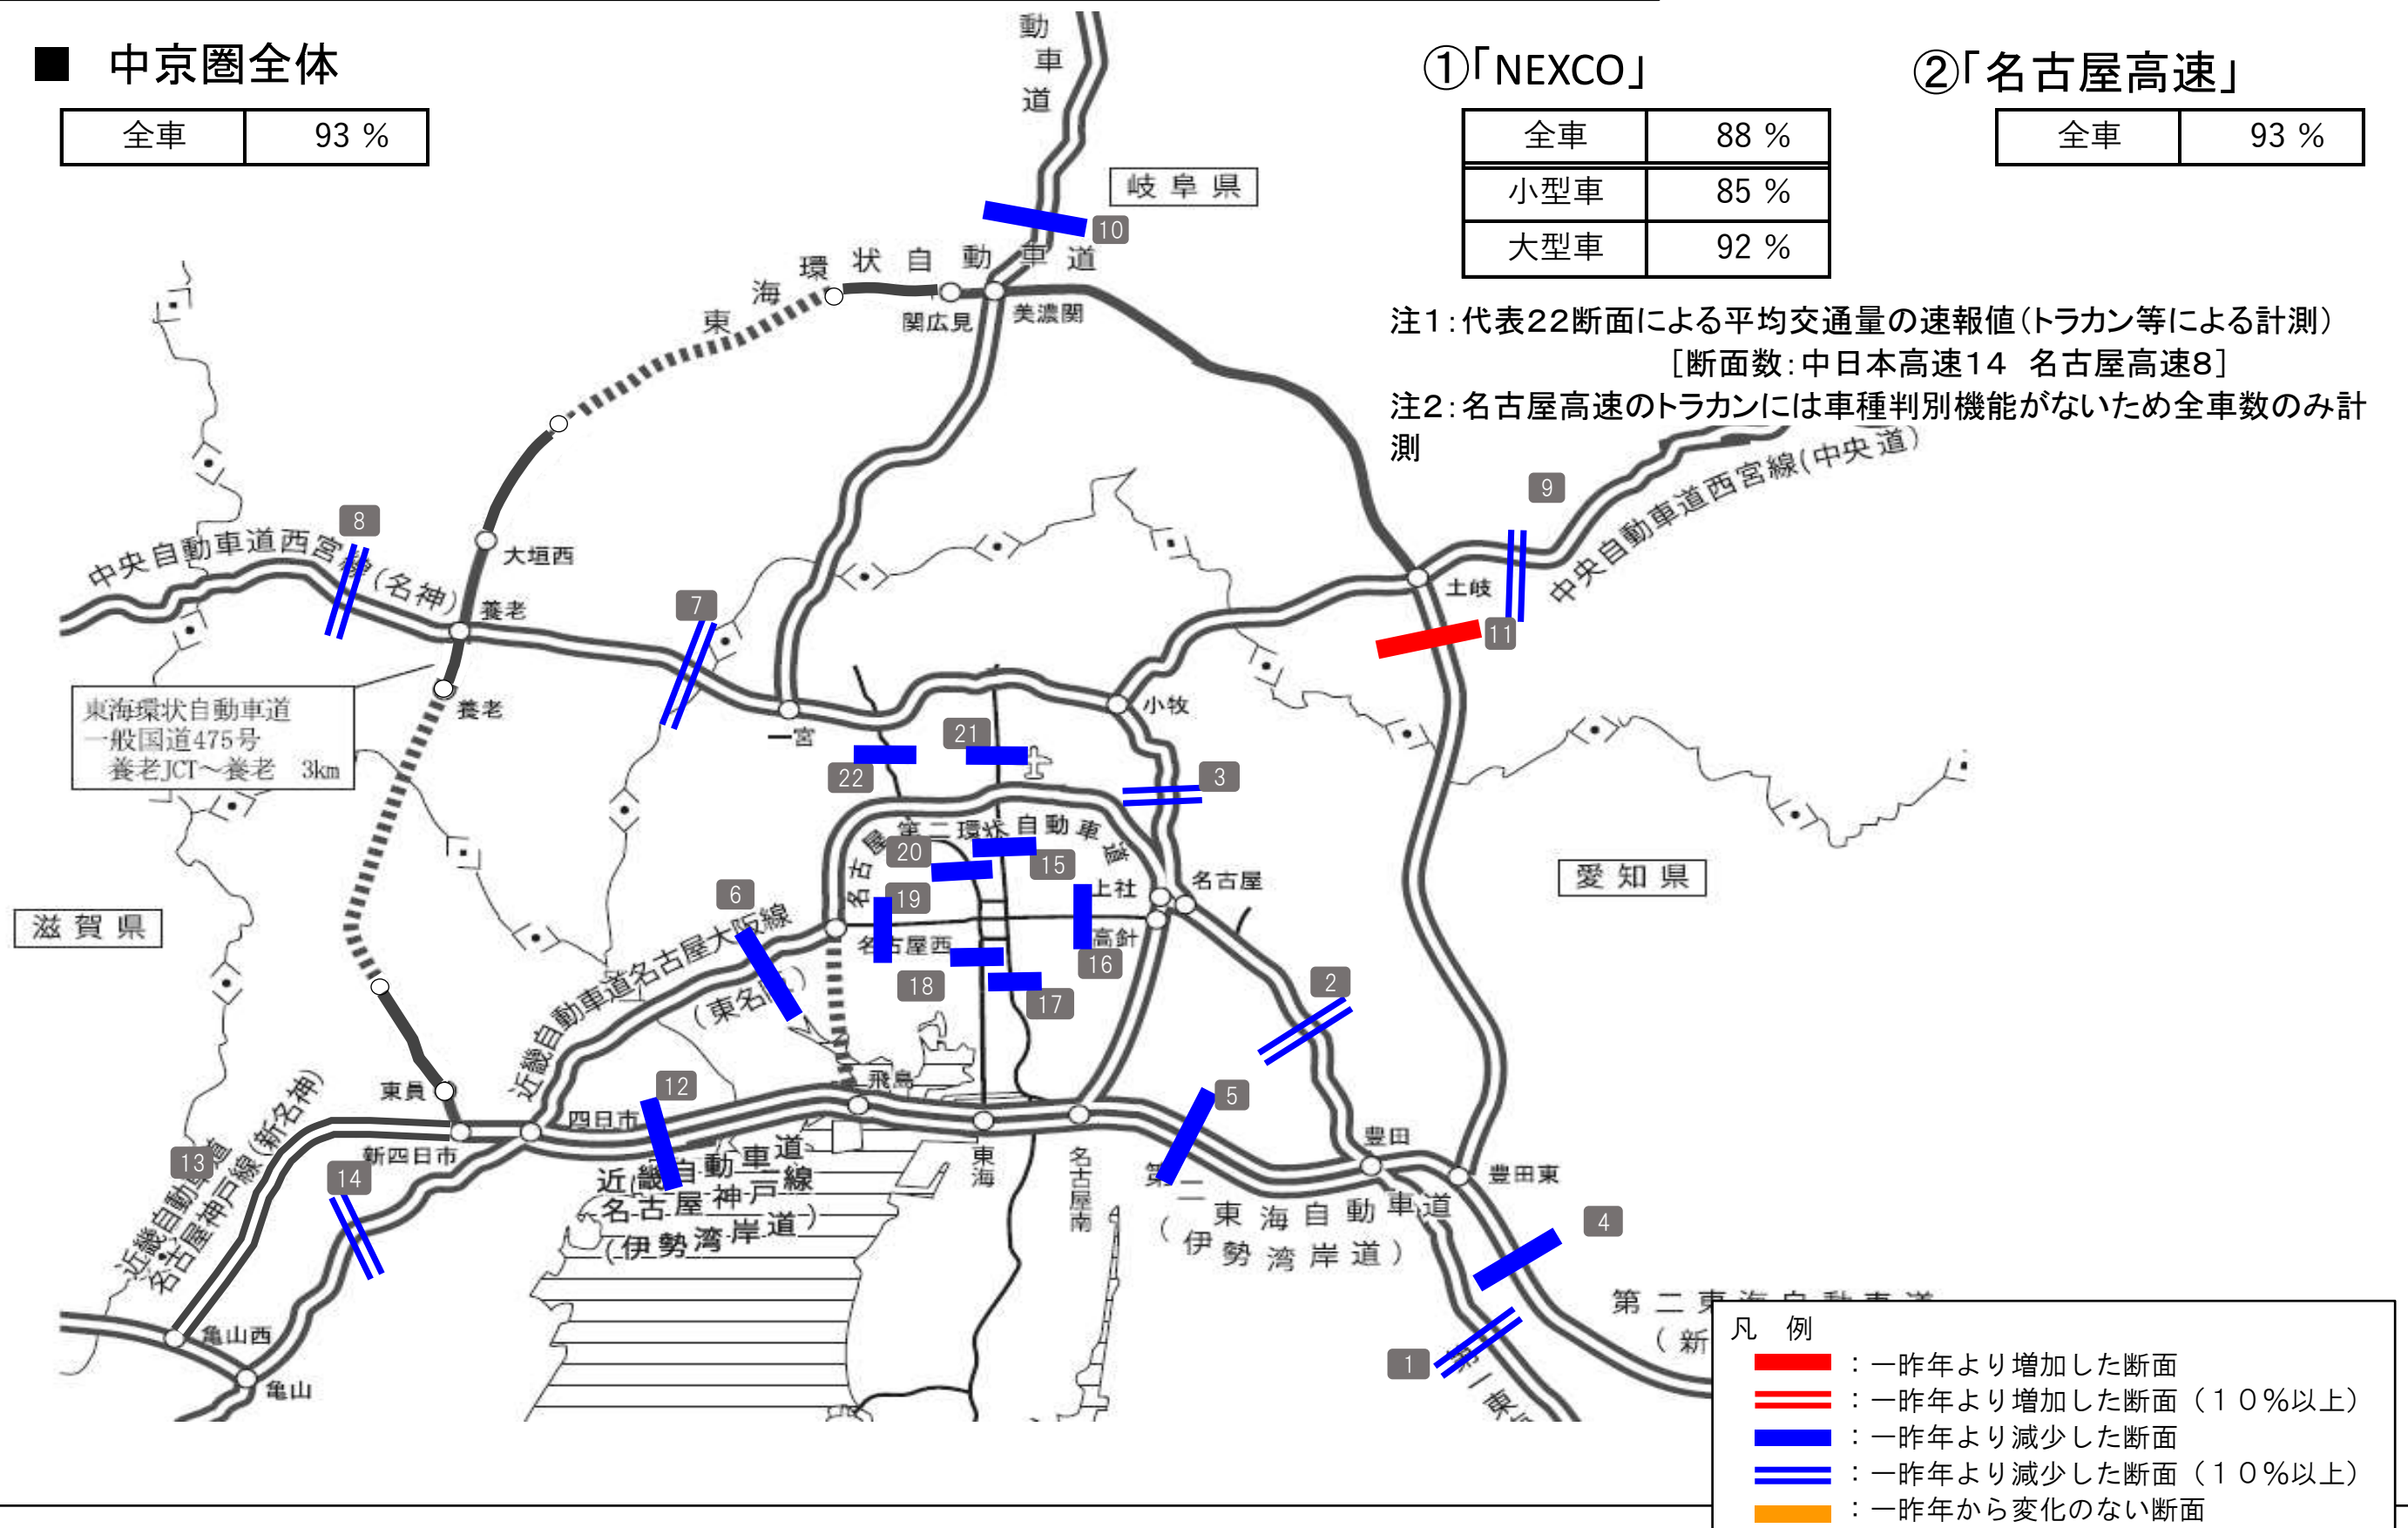 ■ 中京圏全体
全車 93 %
①「NEXCO」
全車 88 %
小型車 85 %
大型車 92 %
②「名古屋高速」
全車 93 %
注１：代表２２断面による平均交通量の速報値（トラカン等による計測）
［断面数：中日本高速１４ 名古屋高速８］
注２：名古屋高速のトラカンには車種判別機能がないため全車数のみ計
測
動車道
岐阜県
10
東海環状自動車道
関広見
美濃関
9
中央自動車道西宮線（中央道）
8
中央自動車道西宮線（名神）
大垣西
養老
7
土岐
11
養老
東海環状自動車道
一般国道475号
養老JCT～養老 3km
一宮
小牧
21
22
3
名古屋第二環状自動車道
20
15
上社
名古屋
愛知県
19
6
滋賀県
名古屋西
高針
16
近畿自動車道名古屋大阪線
（東名阪）
18
17
2
飛島
東員
12
四日市
5
新四日市
13
14
近畿自動車道
名古屋神戸線（新名神）
近畿自動車道
名古屋神戸線
（伊勢湾岸道）
東海
名古屋南
豊田
豊田東
第二東海自動車道
（伊勢湾岸道）
4
亀山西
亀山
1
第一東
第二東海自動車道
（新
凡 例
：一昨年より増加した断面
：一昨年より増加した断面（１０％以上）
：一昨年より減少した断面
：一昨年より減少した断面（１０％以上）
：一昨年から変化のない断面